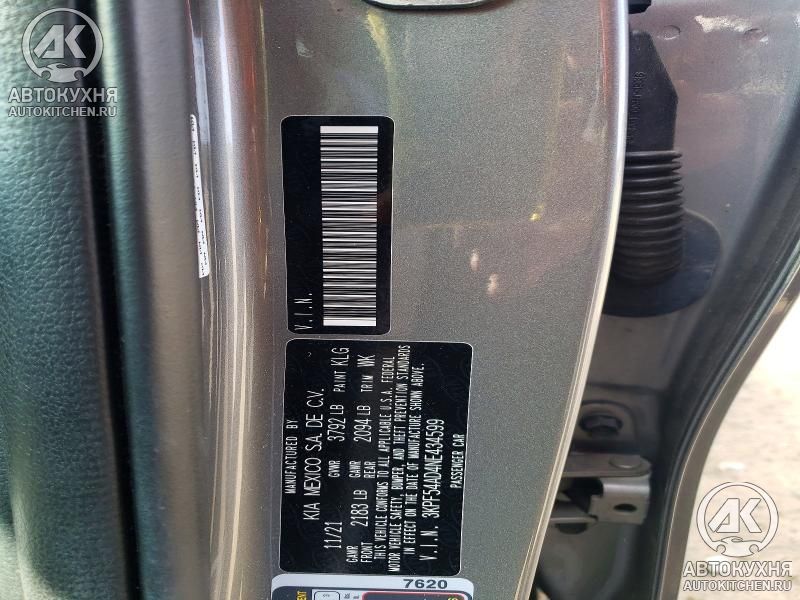 АВТОКУХНЯ
AUTOKITCHEN.RU
V.I.N.
MANUFACTURED BY
KIA MEXICO S.A. DE C.V.
11/21 GVWR 3792 LB PAINT KLG
GAWR FRONT 2183 LB GAWR REAR 2094 LB TRIM WK
THIS VEHICLE CONFORMS TO ALL APPLICABLE U.S.A. FEDERAL
MOTOR VEHICLE SAFETY, BUMPER, AND THEFT PREVENTION STANDARDS
IN EFFECT ON THE DATE OF MANUFACTURE SHOWN ABOVE.
V.I.N. 3KPF54AD4NE434599
PASSENGER CAR
7620
АВТОКУХНЯ
AUTOKITCHEN.RU